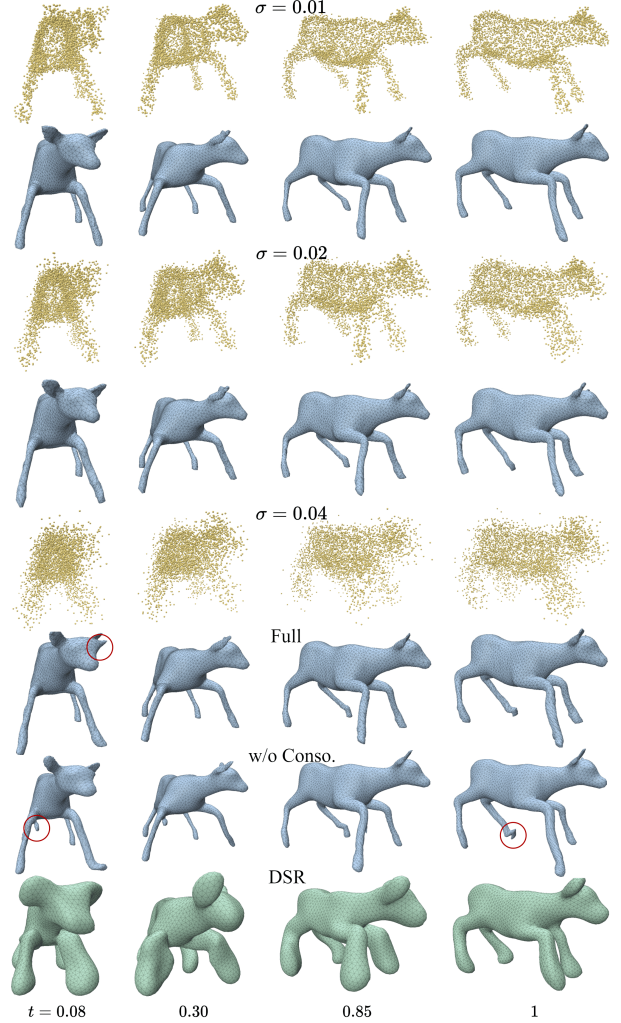 σ = 0.01
σ = 0.02
σ = 0.04
Full
w/o Conso.
DSR
t = 0.08 0.30 0.85 1